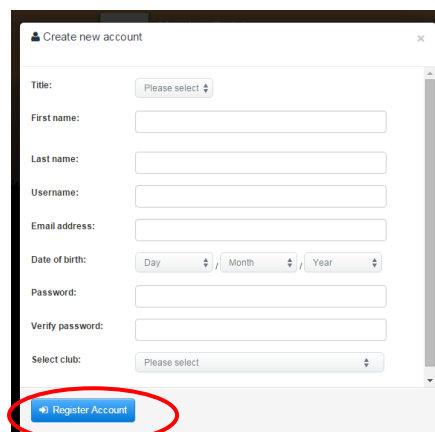 Create new account ×
Title: Please select
First name:
Last name:
Username:
Email address:
Date of birth: Day / Month / Year
Password:
Verify password:
Select club: Please select
Register Account